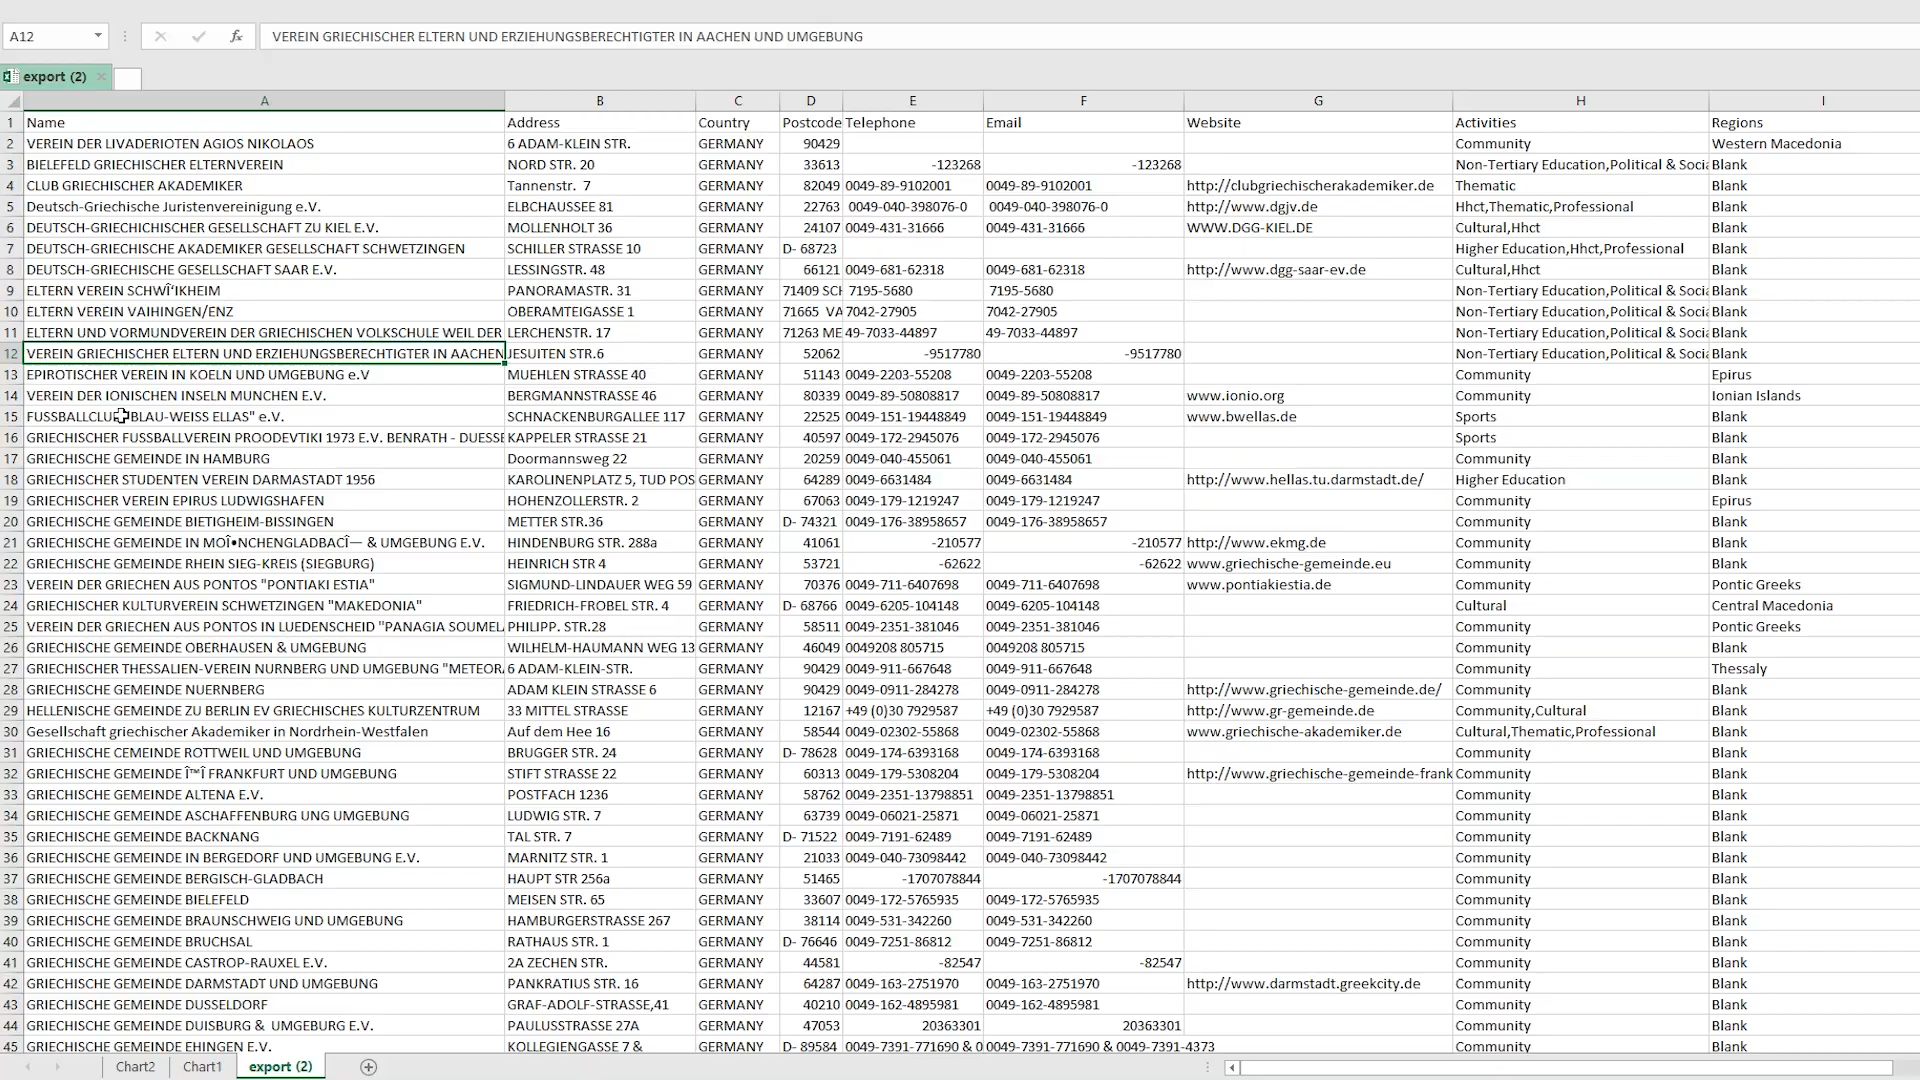 A12 fx VEREIN GRIECHISCHER ELTERN UND ERZIEHUNGSBERECHTIGTER IN AACHEN UND UMGEBUNG
export (2)
A B C D E F G H I
1 Name Address Country Postcode Telephone Email Website Activities Regions
2 VEREIN DER LIVADERIOTEN AGIOS NIKOLAOS 6 ADAM-KLEIN STR. GERMANY 90429 Community Western Macedonia
3 BIELEFELD GRIECHISCHER ELTERNVEREIN NORD STR. 20 GERMANY 33613 -123268 -123268 Non-Tertiary Education,Political & Socia Blank
4 CLUB GRIECHISCHER AKADEMIKER Tannenstr. 7 GERMANY 82049 0049-89-9102001 0049-89-9102001 http://clubgriechischerakademiker.de Thematic Blank
5 Deutsch-Griechische Juristenvereinigung e.V. ELBCHAUSSEE 81 GERMANY 22763 0049-040-398076-0 0049-040-398076-0 http://www.dgjv.de Hhct,Thematic,Professional Blank
6 DEUTSCH-GRIECHICHISCHER GESELLSCHAFT ZU KIEL E.V. MOLLENHOLT 36 GERMANY 24107 0049-431-31666 0049-431-31666 WWW.DGG-KIEL.DE Cultural,Hhct Blank
7 DEUTSCH-GRIECHISCHE AKADEMIKER GESELLSCHAFT SCHWETZINGEN SCHILLER STRASSE 10 GERMANY D- 68723 Higher Education,Hhct,Professional Blank
8 DEUTSCH-GRIECHISCHE GESELLSCHAFT SAAR E.V. LESSINGSTR. 48 GERMANY 66121 0049-681-62318 0049-681-62318 http://www.dgg-saar-ev.de Cultural,Hhct Blank
9 ELTERN VEREIN SCHWÎ‘IKHEIM PANORAMASTR. 31 GERMANY 71409 SCH 7195-5680 7195-5680 Non-Tertiary Education,Political & Socia Blank
10 ELTERN VEREIN VAIHINGEN/ENZ OBERAMTEIGASSE 1 GERMANY 71665 VA 7042-27905 7042-27905 Non-Tertiary Education,Political & Socia Blank
11 ELTERN UND VORMUNDVEREIN DER GRIECHISCHEN VOLKSCHULE WEIL DER LERCHENSTR. 17 GERMANY 71263 ME 49-7033-44897 49-7033-44897 Non-Tertiary Education,Political & Socia Blank
12 VEREIN GRIECHISCHER ELTERN UND ERZIEHUNGSBERECHTIGTER IN AACHEN JESUITEN STR.6 GERMANY 52062 -9517780 -9517780 Non-Tertiary Education,Political & Socia Blank
13 EPIROTISCHER VEREIN IN KOELN UND UMGEBUNG e.V MUEHLEN STRASSE 40 GERMANY 51143 0049-2203-55208 0049-2203-55208 Community Epirus
14 VEREIN DER IONISCHEN INSELN MUNCHEN E.V. BERGMANNSTRASSE 46 GERMANY 80339 0049-89-50808817 0049-89-50808817 www.ionio.org Community Ionian Islands
15 BLAU-WEISS ELLAS" e.V. SCHNACKENBURGALLEE 117 GERMANY 22525 0049-151-19448849 0049-151-19448849 www.bwellas.de Sports Blank
16 GRIECHISCHER FUSSBALLVEREIN PROODEVTIKI 1973 E.V. BENRATH - DUESSE KAPPELER STRASSE 21 GERMANY 40597 0049-172-2945076 0049-172-2945076 Sports Blank
17 GRIECHISCHE GEMEINDE IN HAMBURG Doormannsweg 22 GERMANY 20259 0049-040-455061 0049-040-455061 Community Blank
18 GRIECHISCHER STUDENTEN VEREIN DARMASTADT 1956 KAROLINENPLATZ 5, TUD POS GERMANY 64289 0049-6631484 0049-6631484 http://www.hellas.tu.darmstadt.de/ Higher Education Blank
19 GRIECHISCHER VEREIN EPIRUS LUDWIGSHAFEN HOHENZOLLERSTR. 2 GERMANY 67063 0049-179-1219247 0049-179-1219247 Community Epirus
20 GRIECHISCHE GEMEINDE BIETIGHEIM-BISSINGEN METTER STR.36 GERMANY D- 74321 0049-176-38958657 0049-176-38958657 Community Blank
21 GRIECHISCHE GEMEINDE IN MOÎ•NCHENGLADBACÎ— & UMGEBUNG E.V. HINDENBURG STR. 288a GERMANY 41061 -210577 -210577 http://www.ekmg.de Community Blank
22 GRIECHISCHE GEMEINDE RHEIN SIEG-KREIS (SIEGBURG) HEINRICH STR 4 GERMANY 53721 -62622 -62622 www.griechische-gemeinde.eu Community Blank
23 VEREIN DER GRIECHEN AUS PONTOS "PONTIAKI ESTIA" SIGMUND-LINDAUER WEG 59 GERMANY 70376 0049-711-6407698 0049-711-6407698 www.pontiakiestia.de Community Pontic Greeks
24 GRIECHISCHER KULTURVEREIN SCHWETZINGEN "MAKEDONIA" FRIEDRICH-FROBEL STR. 4 GERMANY D- 68766 0049-6205-104148 0049-6205-104148 Cultural Central Macedonia
25 VEREIN DER GRIECHEN AUS PONTOS IN LUEDENSCHEID "PANAGIA SOUMELA PHILIPP. STR.28 GERMANY 58511 0049-2351-381046 0049-2351-381046 Community Pontic Greeks
26 GRIECHISCHE GEMEINDE OBERHAUSEN & UMGEBUNG WILHELM-HAUMANN WEG 13 GERMANY 46049 0049208 805715 0049208 805715 Community Blank
27 GRIECHISCHER THESSALIEN-VEREIN NURNBERG UND UMGEBUNG "METEORA 6 ADAM-KLEIN-STR. GERMANY 90429 0049-911-667648 0049-911-667648 Community Thessaly
28 GRIECHISCHE GEMEINDE NUERNBERG ADAM KLEIN STRASSE 6 GERMANY 90429 0049-0911-284278 0049-0911-284278 http://www.griechische-gemeinde.de/ Community Blank
29 HELLENISCHE GEMEINDE ZU BERLIN EV GRIECHISCHES KULTURZENTRUM 33 MITTEL STRASSE GERMANY 12167 +49 (0)30 7929587 +49 (0)30 7929587 http://www.gr-gemeinde.de Community,Cultural Blank
30 Gesellschaft griechischer Akademiker in Nordrhein-Westfalen Auf dem Hee 16 GERMANY 58544 0049-02302-55868 0049-02302-55868 www.griechische-akademiker.de Cultural,Thematic,Professional Blank
31 GRIECHISCHE CEMEINDE ROTTWEIL UND UMGEBUNG BRUGGER STR. 24 GERMANY D- 78628 0049-174-6393168 0049-174-6393168 Community Blank
32 GRIECHISCHE GEMEINDE Î™Î FRANKFURT UND UMGEBUNG STIFT STRASSE 22 GERMANY 60313 0049-179-5308204 0049-179-5308204 http://www.griechische-gemeinde-frank Community Blank
33 GRIECHISCHE GEMEINDE ALTENA E.V. POSTFACH 1236 GERMANY 58762 0049-2351-13798851 0049-2351-13798851 Community Blank
34 GRIECHISCHE GEMEINDE ASCHAFFENBURG UNG UMGEBUNG LUDWIG STR. 7 GERMANY 63739 0049-06021-25871 0049-06021-25871 Community Blank
35 GRIECHISCHE GEMEINDE BACKNANG TAL STR. 7 GERMANY D- 71522 0049-7191-62489 0049-7191-62489 Community Blank
36 GRIECHISCHE GEMEINDE IN BERGEDORF UND UMGEBUNG E.V. MARNITZ STR. 1 GERMANY 21033 0049-040-73098442 0049-040-73098442 Community Blank
37 GRIECHISCHE GEMEINDE BERGISCH-GLADBACH HAUPT STR 256a GERMANY 51465 -1707078844 -1707078844 Community Blank
38 GRIECHISCHE GEMEINDE BIELEFELD MEISEN STR. 65 GERMANY 33607 0049-172-5765935 0049-172-5765935 Community Blank
39 GRIECHISCHE GEMEINDE BRAUNSCHWEIG UND UMGEBUNG HAMBURGERSTRASSE 267 GERMANY 38114 0049-531-342260 0049-531-342260 Community Blank
40 GRIECHISCHE GEMEINDE BRUCHSAL RATHAUS STR. 1 GERMANY D- 76646 0049-7251-86812 0049-7251-86812 Community Blank
41 GRIECHISCHE GEMEINDE CASTROP-RAUXEL E.V. 2A ZECHEN STR. GERMANY 44581 -82547 -82547 Community Blank
42 GRIECHISCHE GEMEINDE DARMSTADT UND UMGEBUNG PANKRATIUS STR. 16 GERMANY 64287 0049-163-2751970 0049-163-2751970 http://www.darmstadt.greekcity.de Community Blank
43 GRIECHISCHE GEMEINDE DUSSELDORF GRAF-ADOLF-STRASSE,41 GERMANY 40210 0049-162-4895981 0049-162-4895981 Community Blank
44 GRIECHISCHE GEMEINDE DUISBURG & UMGEBUNG E.V. PAULUSSTRASSE 27A GERMANY 47053 20363301 20363301 Community Blank
45 GRIECHISCHE GEMEINDE EHINGEN E.V. KOLLEGIENGASSE 7 & GERMANY D- 89584 0049-7391-771690 & 0 0049-7391-771690 & 0049-7391-4373 Community Blank
Chart2 Chart1 export (2)